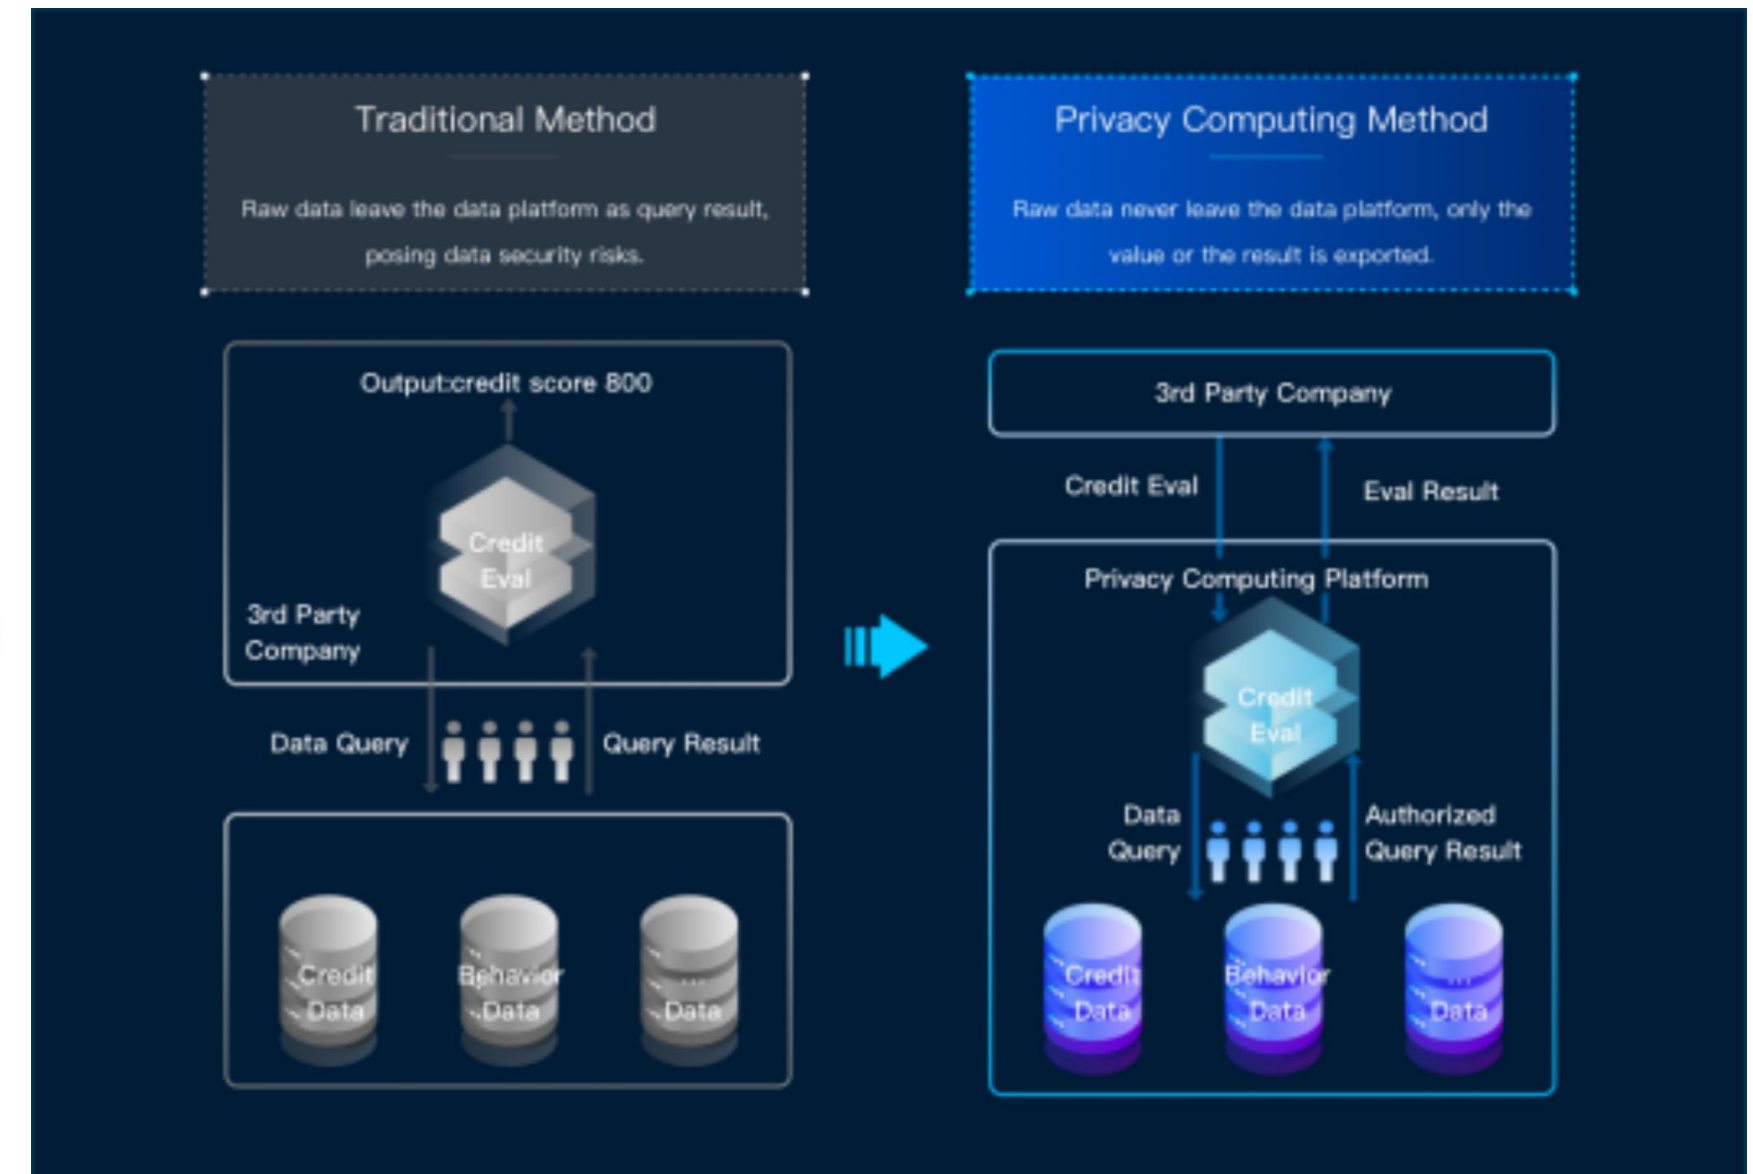 Traditional Method
Raw data leave the data platform as query result,
posing data security risks.
Output:credit score 800
Credit
Eval
3rd Party
Company
Data Query
Query Result
Credit
Data
Behavior
Data
...
Data
Privacy Computing Method
Raw data never leave the data platform, only the
value or the result is exported.
3rd Party Company
Credit Eval
Eval Result
Privacy Computing Platform
Credit
Eval
Data
Query
Authorized
Query Result
Credit
Data
Behavior
Data
...
Data